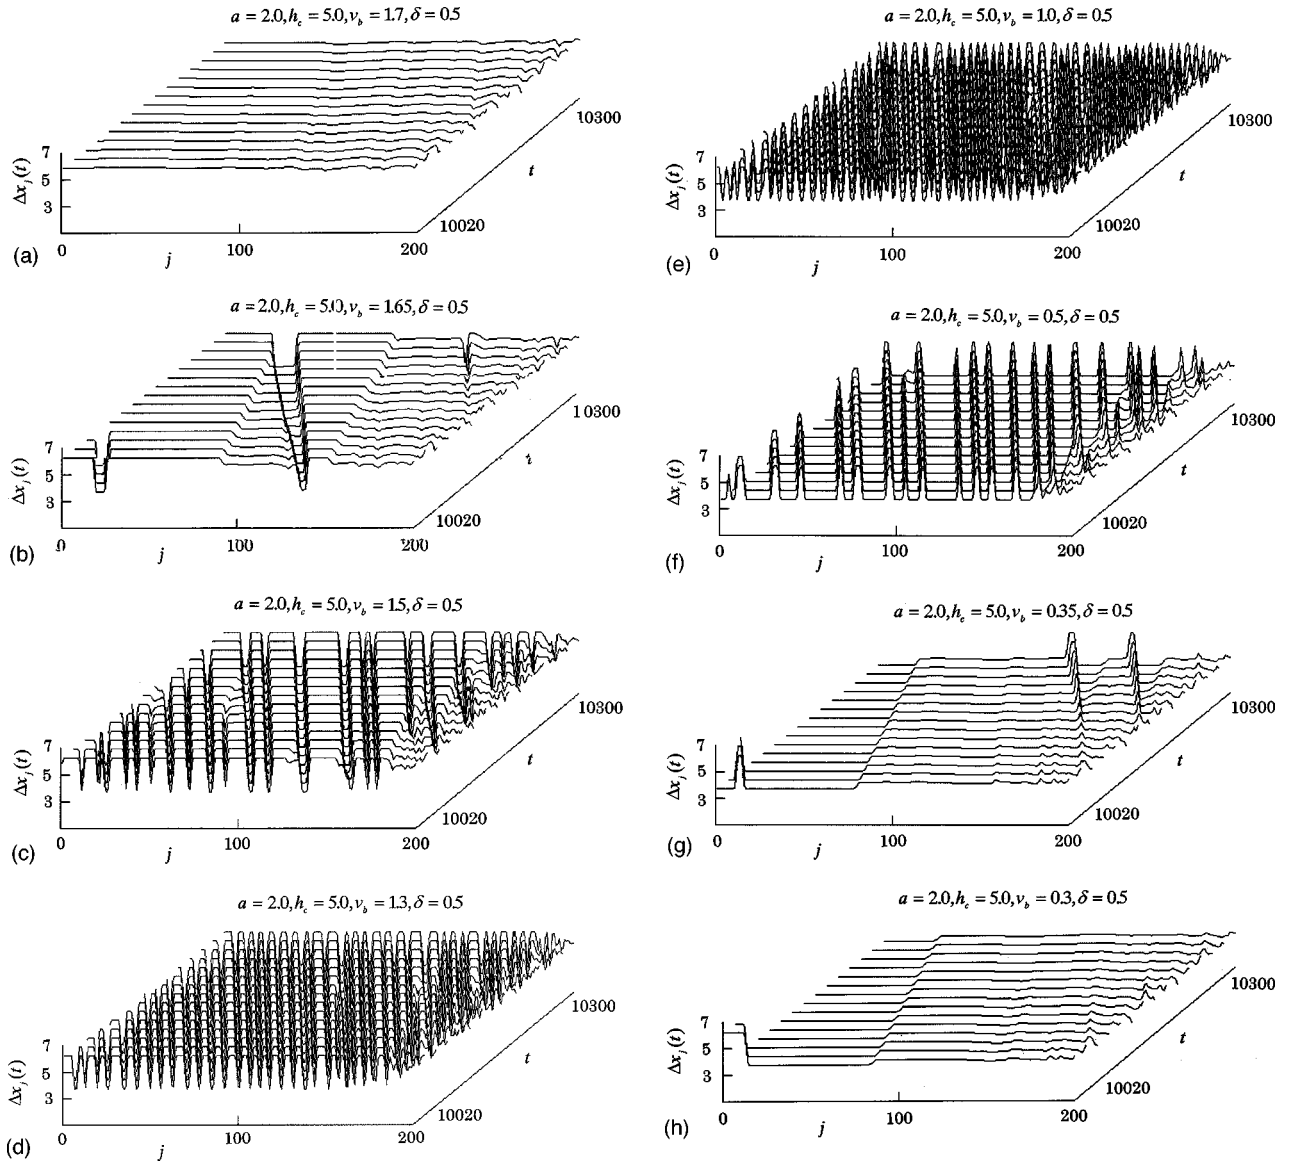 a = 2.0, h_c = 5.0, v_b = 1.7, δ = 0.5
7
5
3
Δx_j(t)
0
100
200
j
10020
t
10300
(a)
a = 2.0, h_c = 5.0, v_b = 1.65, δ = 0.5
7
5
3
Δx_j(t)
0
100
200
j
10020
t
10300
(b)
a = 2.0, h_c = 5.0, v_b = 1.5, δ = 0.5
7
5
3
Δx_j(t)
0
100
200
j
10020
t
10300
(c)
a = 2.0, h_c = 5.0, v_b = 1.3, δ = 0.5
7
5
3
Δx_j(t)
0
100
200
j
10020
t
10300
(d)
a = 2.0, h_c = 5.0, v_b = 1.0, δ = 0.5
7
5
3
Δx_j(t)
0
100
200
j
10020
t
10300
(e)
a = 2.0, h_c = 5.0, v_b = 0.5, δ = 0.5
7
5
3
Δx_j(t)
0
100
200
j
10020
t
10300
(f)
a = 2.0, h_c = 5.0, v_b = 0.35, δ = 0.5
7
5
3
Δx_j(t)
0
100
200
j
10020
t
10300
(g)
a = 2.0, h_c = 5.0, v_b = 0.3, δ = 0.5
7
5
3
Δx_j(t)
0
100
200
j
10020
t
10300
(h)